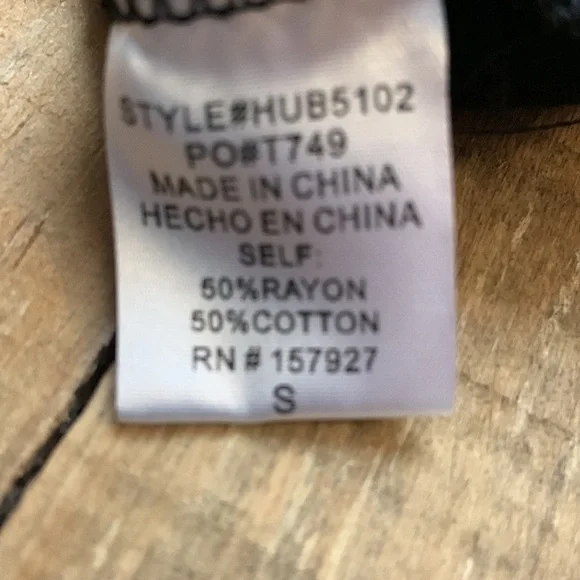 STYLE#HUB5102
PO#T749
MADE IN CHINA
HECHO EN CHINA
SELF:
50%RAYON
50%COTTON
RN # 157927
S